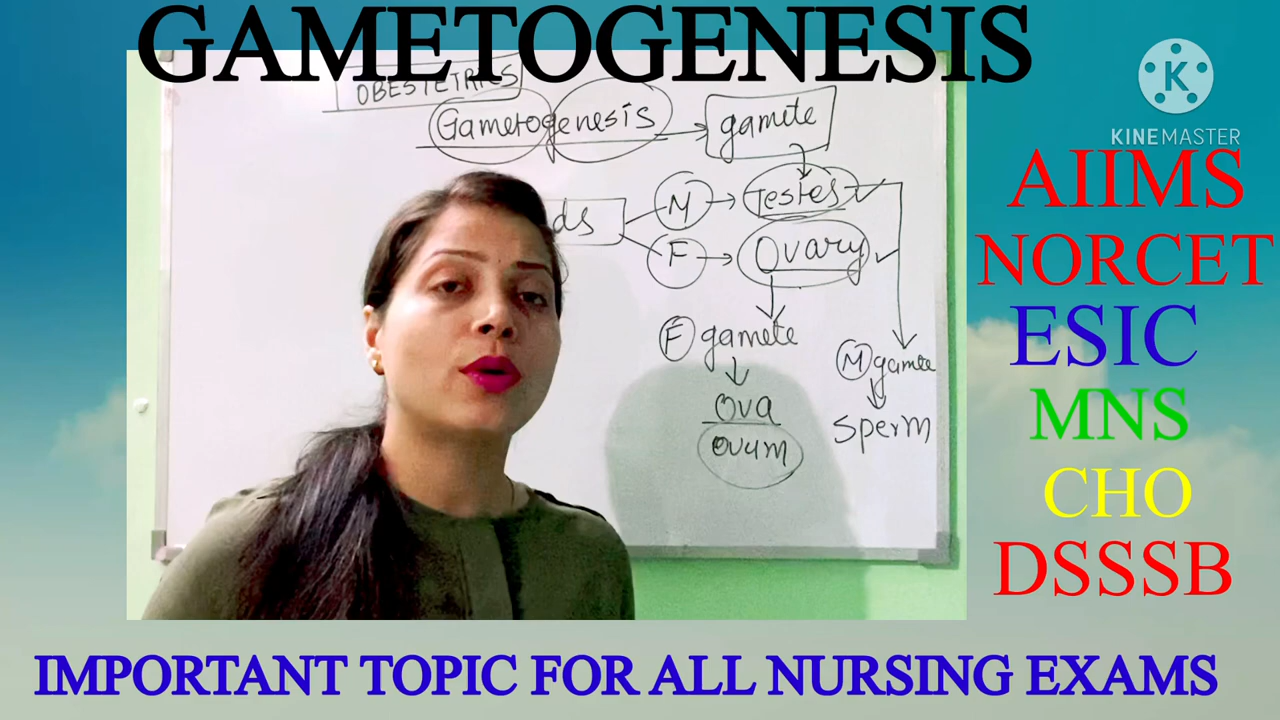 GAMETOGENESIS
OBESTETRICS
Gametogenesis → gamete
KINEMASTER
ds M → Testes
F → Ovary
F gamete
M gamete
Ova
Sperm
Ovum
AIIMS
NORCET
ESIC
MNS
CHO
DSSSB
IMPORTANT TOPIC FOR ALL NURSING EXAMS